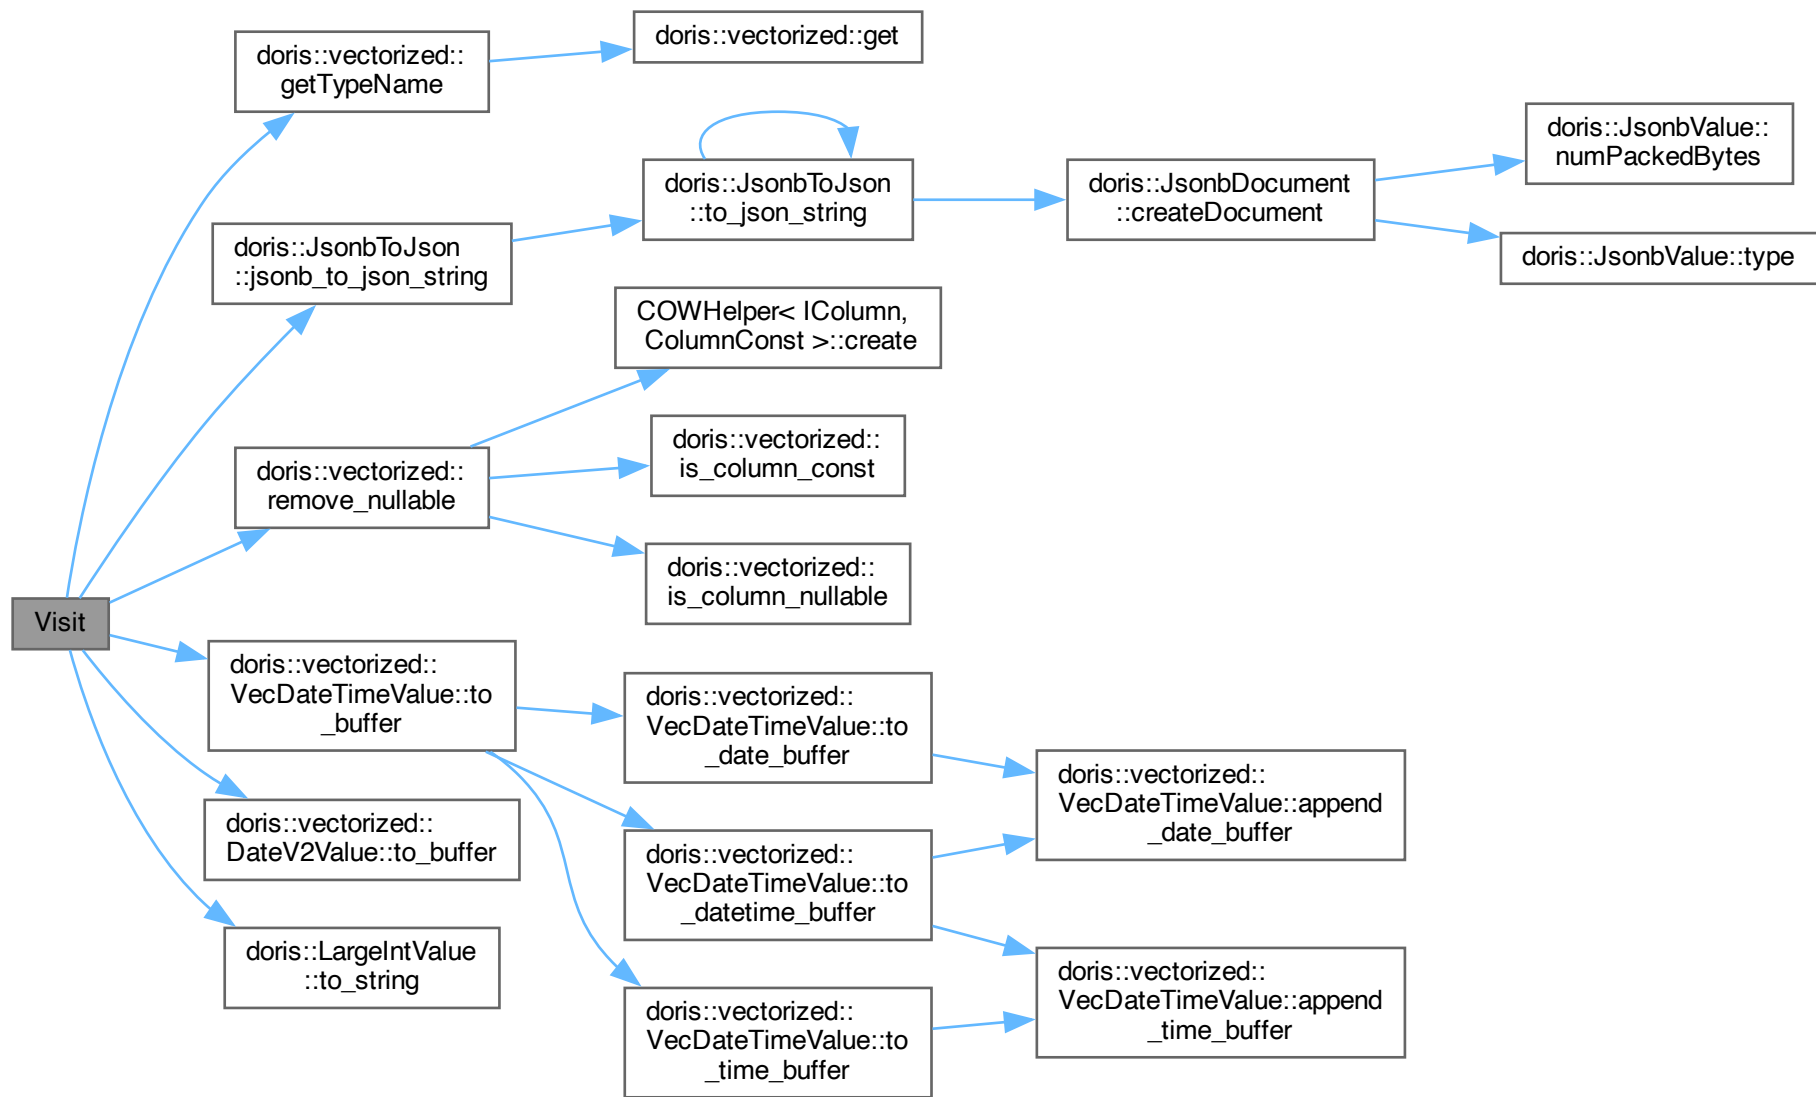 Visit
doris::vectorized::
getTypeName
doris::vectorized::get
doris::JsonbToJson
::jsonb_to_json_string
doris::JsonbToJson
::to_json_string
doris::JsonbDocument
::createDocument
doris::JsonbValue::
numPackedBytes
doris::JsonbValue::type
doris::vectorized::
remove_nullable
COWHelper< IColumn,
ColumnConst >::create
doris::vectorized::
is_column_const
doris::vectorized::
is_column_nullable
doris::vectorized::
VecDateTimeValue::to
_buffer
doris::vectorized::
VecDateTimeValue::to
_date_buffer
doris::vectorized::
VecDateTimeValue::append
_date_buffer
doris::vectorized::
VecDateTimeValue::to
_datetime_buffer
doris::vectorized::
VecDateTimeValue::append
_time_buffer
doris::vectorized::
VecDateTimeValue::to
_time_buffer
doris::vectorized::
DateV2Value::to_buffer
doris::LargeIntValue
::to_string